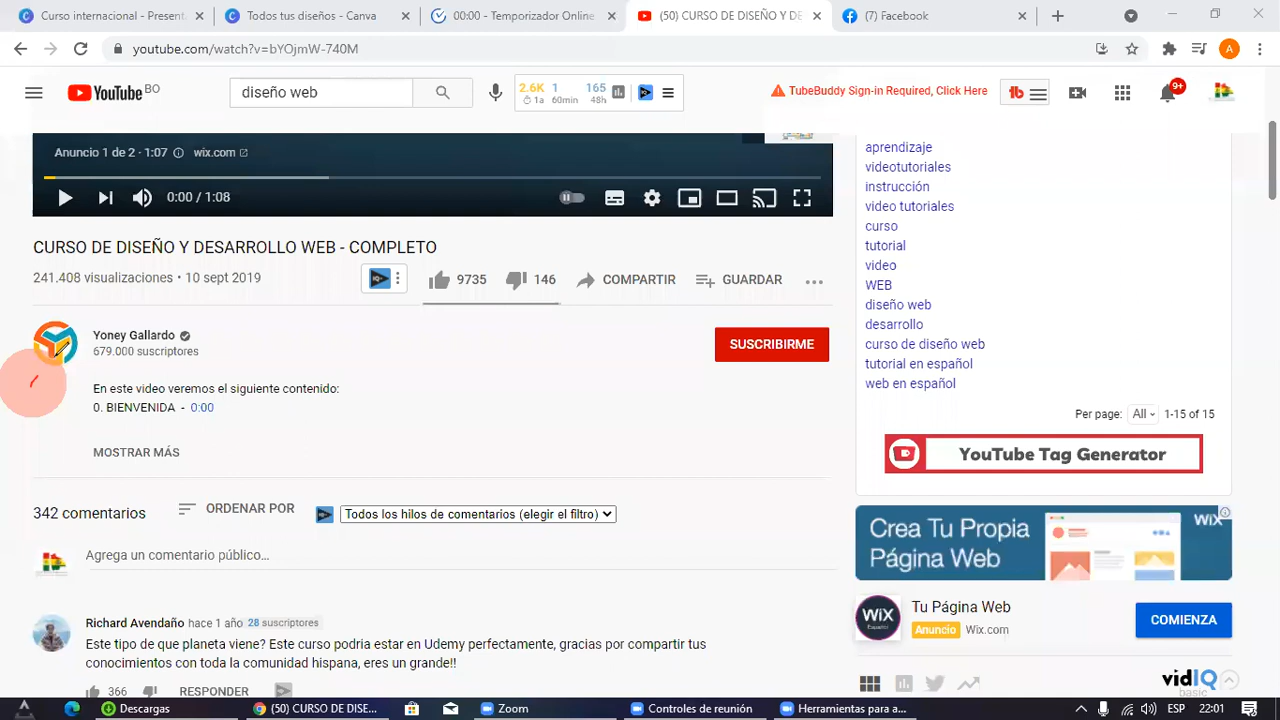 Curso internacional - Present
Todos tus diseños - Canva
00:00 - Temporizador Online
(50) CURSO DE DISEÑO Y DE
(7) Facebook
youtube.com/watch?v=bYOjmW-740M
A
YouTube BO
diseño web
2.6K 1 165
1a 60min 48h
TubeBuddy Sign-in Required, Click Here
tb
9+
Anuncio 1 de 2 · 1:07
wix.com
0:00 / 1:08
CURSO DE DISEÑO Y DESARROLLO WEB - COMPLETO
241.408 visualizaciones • 10 sept 2019
9735
146
COMPARTIR
GUARDAR
Yoney Gallardo
679.000 suscriptores
SUSCRIBIRME
En este video veremos el siguiente contenido:
0. BIENVENIDA - 0:00
MOSTRAR MÁS
342 comentarios
ORDENAR POR
Todos los hilos de comentarios (elegir el filtro)
Agrega un comentario público...
Richard Avendaño hace 1 año 28 suscriptores
Este tipo de que planeta viene? Este curso podria estar en Udemy perfectamente, gracias por compartir tus
conocimientos con toda la comunidad hispana, eres un grande!!
366
RESPONDER
aprendizaje
videotutoriales
instrucción
video tutoriales
curso
tutorial
video
WEB
diseño web
desarrollo
curso de diseño web
tutorial en español
web en español
Per page: All 1-15 of 15
YouTube Tag Generator
Crea Tu Propia
Página Web
WIX
WIX
Español
Tu Página Web
Anuncio Wix.com
COMIENZA
vidIQ
basic
Descargas
(50) CURSO DE DISE...
Zoom
Controles de reunión
Herramientas para a...
ESP
22:01